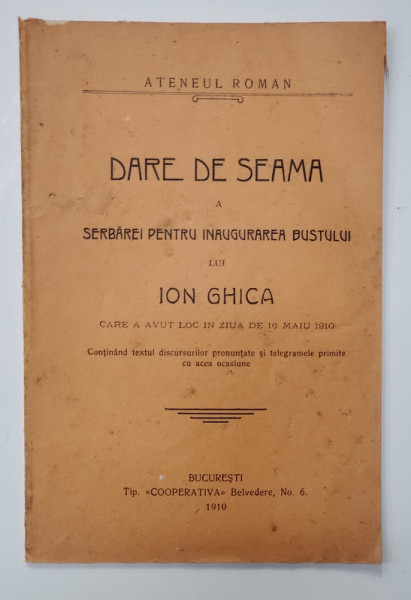 ATENEUL ROMAN
DARE DE SEAMA
A
SERBĂREI PENTRU INAUGURAREA BUSTULUI
LUI
ION GHICA
CARE A AVUT LOC IN ZIUA DE 16 MAIU 1910
Conținând textul discursurilor pronunțate și telegramele primite
cu acea ocasiune
BUCUREȘTI
Tip. «COOPERATIVA» Belvedere, No. 6.
1910